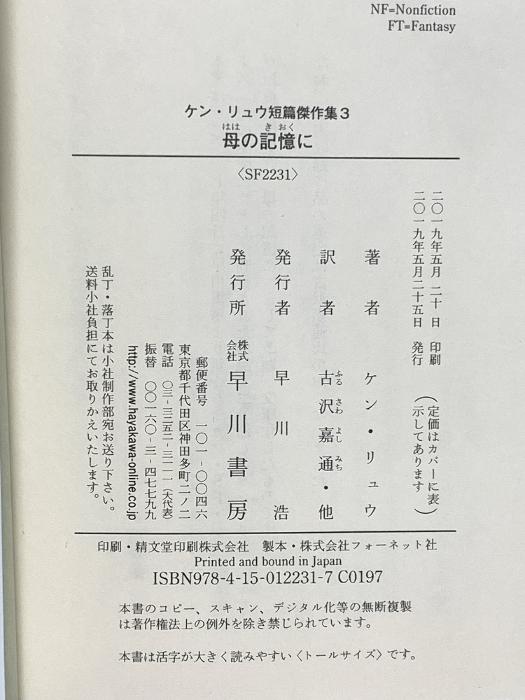 NF=Nonfiction
FT=Fantasy
ケン・リュウ短篇傑作集3
はは きおく
母の記憶に
〈SF2231〉
二〇一九年五月二十日 印刷
二〇一九年五月二十五日 発行
(定価はカバーに表
示してあります)
著者 ケン・リュウ
訳者 古沢嘉通・他
ふる さわ よし みち
発行者 早川浩
発行所 株式会社 早川書房
郵便番号 一〇一-〇〇四六
東京都千代田区神田多町二ノ二
電話 〇三-三二五二-三一一一(大代表)
振替 〇〇一六〇-三-四七七九九
http://www.hayakawa-online.co.jp
乱丁・落丁本は小社制作部宛お送り下さい。
送料小社負担にてお取りかえいたします。
印刷・精文堂印刷株式会社 製本・株式会社フォーネット社
Printed and bound in Japan
ISBN978-4-15-012231-7 C0197
本書のコピー、スキャン、デジタル化等の無断複製
は著作権法上の例外を除き禁じられています。
本書は活字が大きく読みやすい〈トールサイズ〉です。